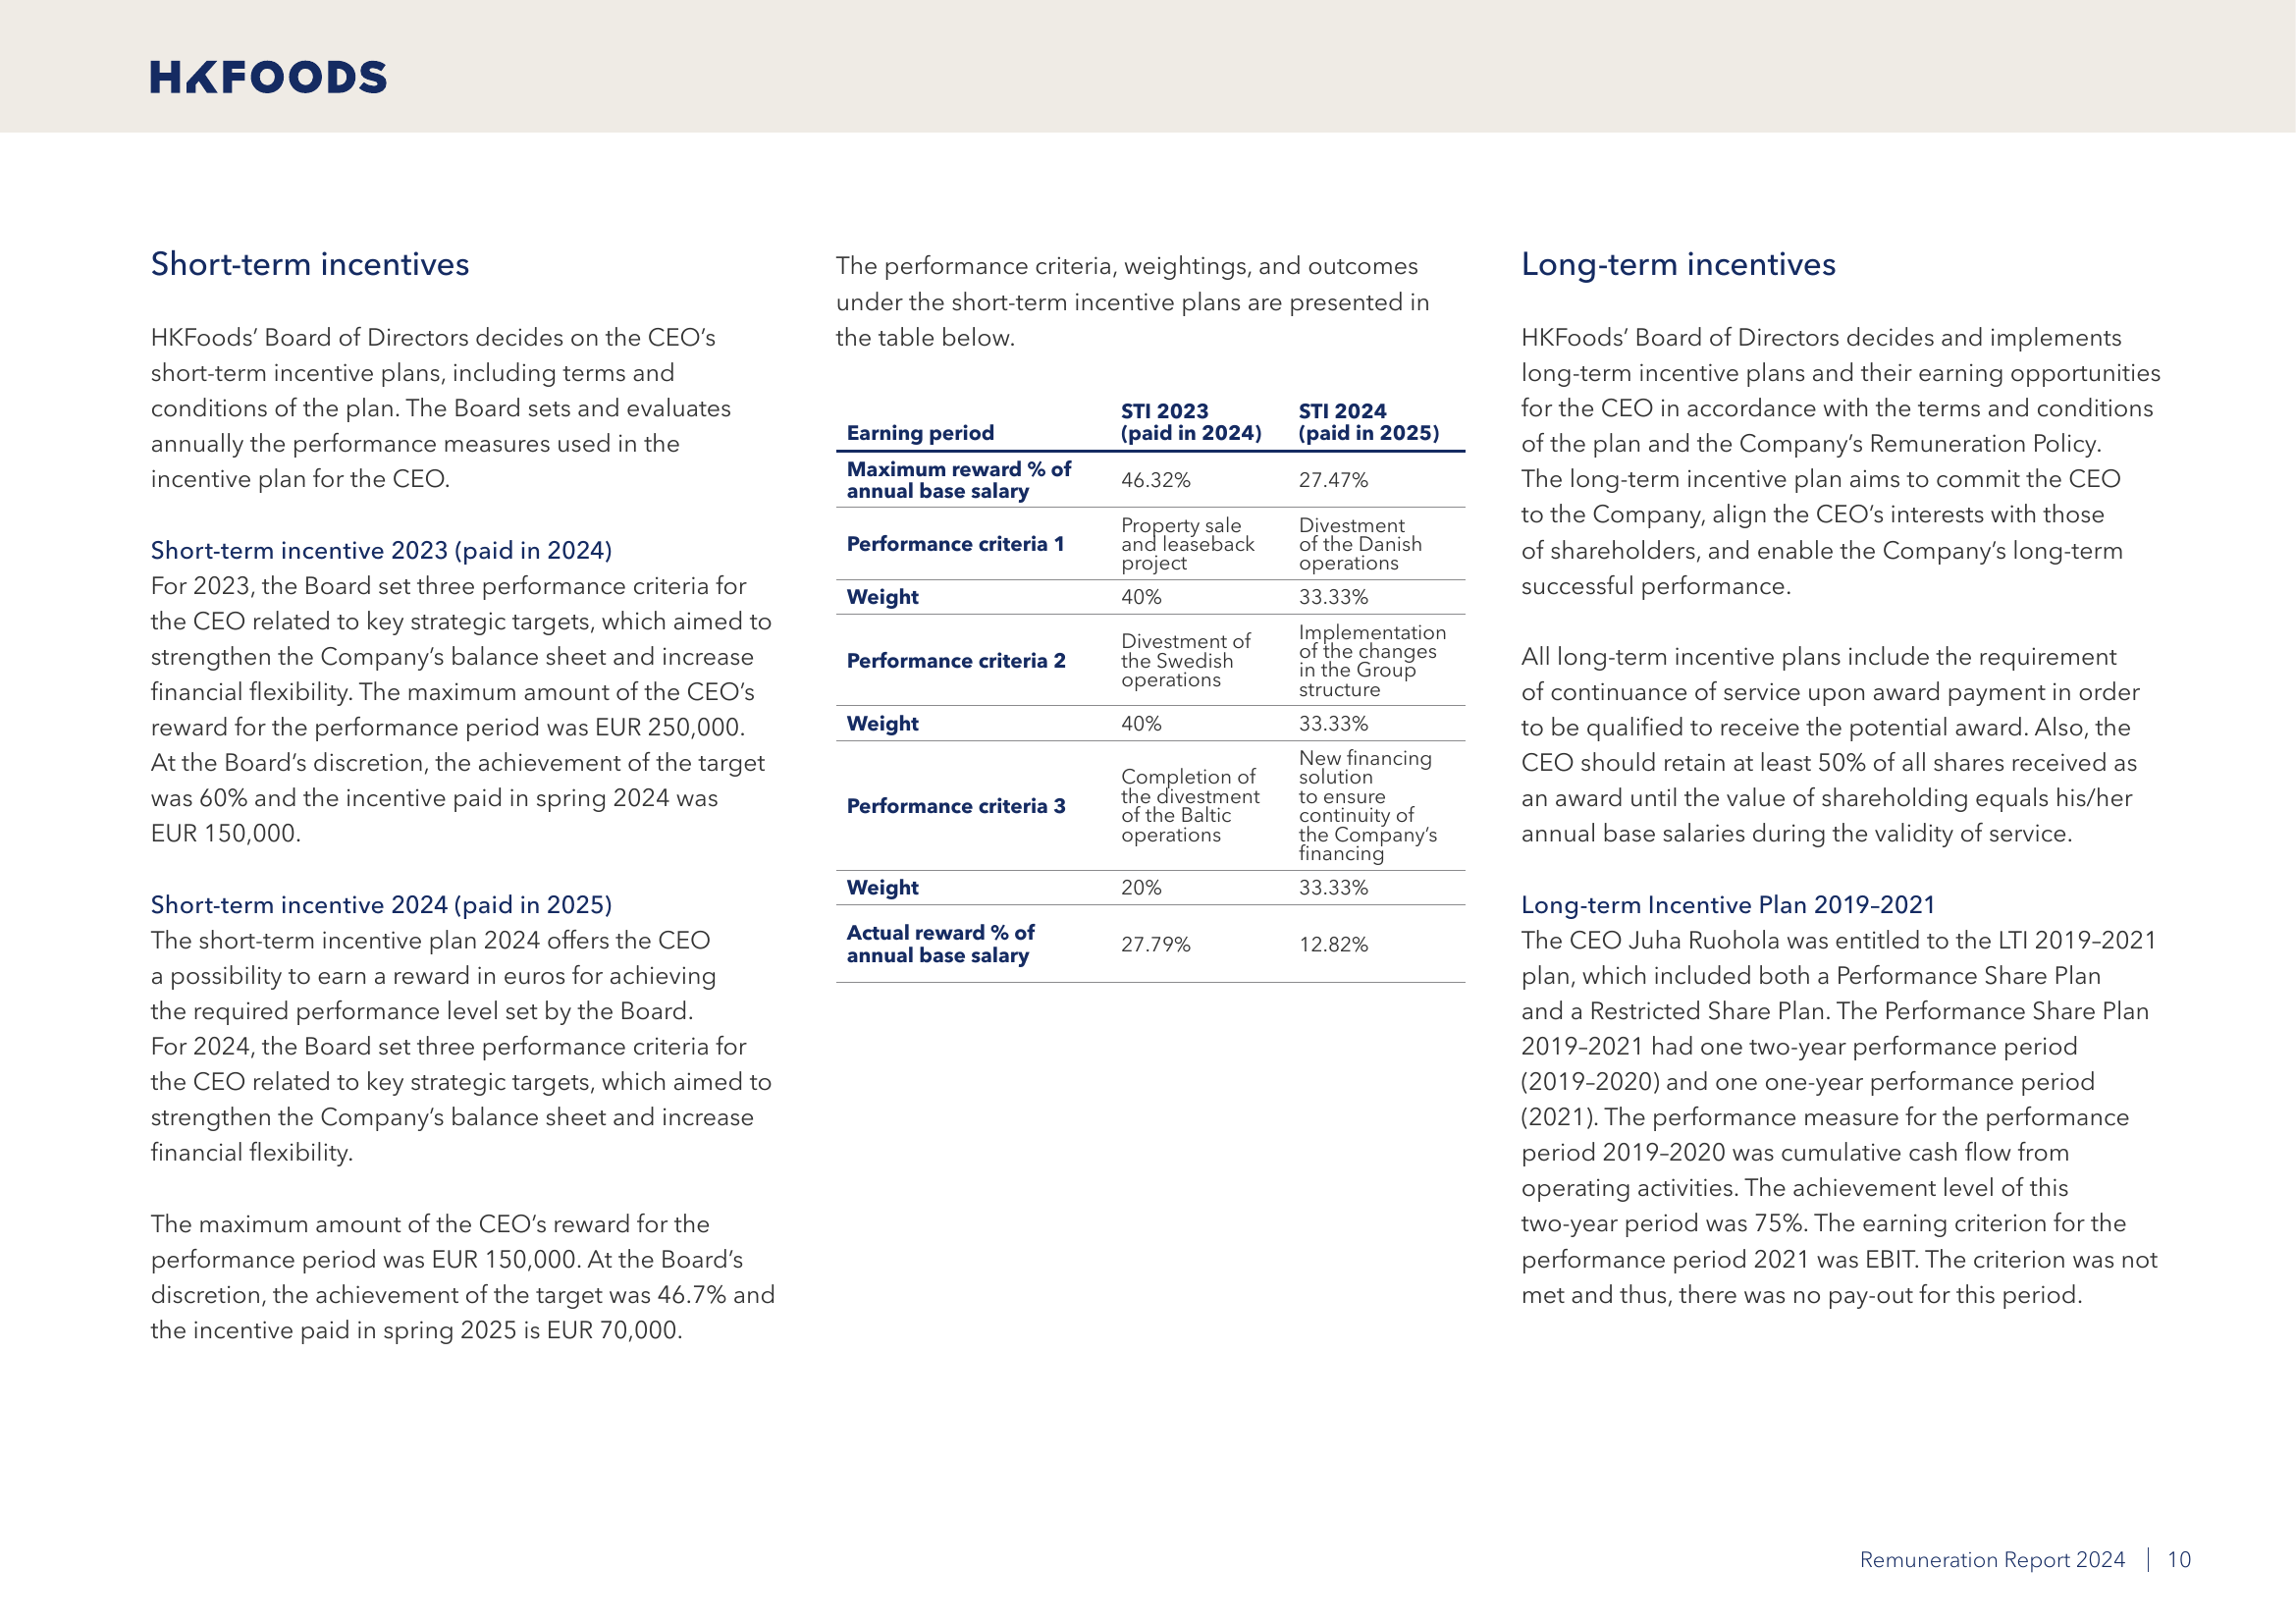 HKFOODS
Short-term incentives
HKFoods’ Board of Directors decides on the CEO’s
short-term incentive plans, including terms and
conditions of the plan. The Board sets and evaluates
annually the performance measures used in the
incentive plan for the CEO.
Short-term incentive 2023 (paid in 2024)
For 2023, the Board set three performance criteria for
the CEO related to key strategic targets, which aimed to
strengthen the Company’s balance sheet and increase
financial flexibility. The maximum amount of the CEO’s
reward for the performance period was EUR 250,000.
At the Board’s discretion, the achievement of the target
was 60% and the incentive paid in spring 2024 was
EUR 150,000.
Short-term incentive 2024 (paid in 2025)
The short-term incentive plan 2024 offers the CEO
a possibility to earn a reward in euros for achieving
the required performance level set by the Board.
For 2024, the Board set three performance criteria for
the CEO related to key strategic targets, which aimed to
strengthen the Company’s balance sheet and increase
financial flexibility.
The maximum amount of the CEO’s reward for the
performance period was EUR 150,000. At the Board’s
discretion, the achievement of the target was 46.7% and
the incentive paid in spring 2025 is EUR 70,000.
The performance criteria, weightings, and outcomes
under the short-term incentive plans are presented in
the table below.
Earning period
STI 2023
(paid in 2024)
STI 2024
(paid in 2025)
Maximum reward % of
annual base salary
46.32%
27.47%
Performance criteria 1
Property sale
and leaseback
project
Divestment
of the Danish
operations
Weight
40%
33.33%
Performance criteria 2
Divestment of
the Swedish
operations
Implementation
of the changes
in the Group
structure
Weight
40%
33.33%
Performance criteria 3
Completion of
the divestment
of the Baltic
operations
New financing
solution
to ensure
continuity of
the Company’s
financing
Weight
20%
33.33%
Actual reward % of
annual base salary
27.79%
12.82%
Long-term incentives
HKFoods’ Board of Directors decides and implements
long-term incentive plans and their earning opportunities
for the CEO in accordance with the terms and conditions
of the plan and the Company’s Remuneration Policy.
The long-term incentive plan aims to commit the CEO
to the Company, align the CEO’s interests with those
of shareholders, and enable the Company’s long-term
successful performance.
All long-term incentive plans include the requirement
of continuance of service upon award payment in order
to be qualified to receive the potential award. Also, the
CEO should retain at least 50% of all shares received as
an award until the value of shareholding equals his/her
annual base salaries during the validity of service.
Long-term Incentive Plan 2019–2021
The CEO Juha Ruohola was entitled to the LTI 2019–2021
plan, which included both a Performance Share Plan
and a Restricted Share Plan. The Performance Share Plan
2019–2021 had one two-year performance period
(2019–2020) and one one-year performance period
(2021). The performance measure for the performance
period 2019–2020 was cumulative cash flow from
operating activities. The achievement level of this
two-year period was 75%. The earning criterion for the
performance period 2021 was EBIT. The criterion was not
met and thus, there was no pay-out for this period.
Remuneration Report 2024 | 10